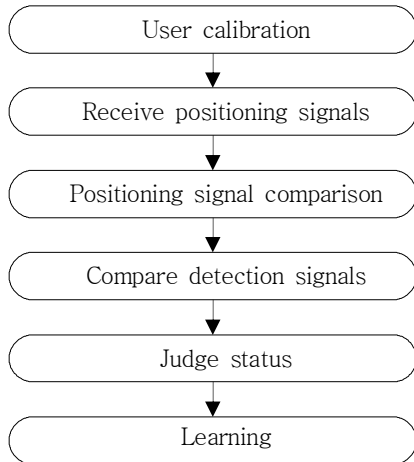 User calibration
Receive positioning signals
Positioning signal comparison
Compare detection signals
Judge status
Learning